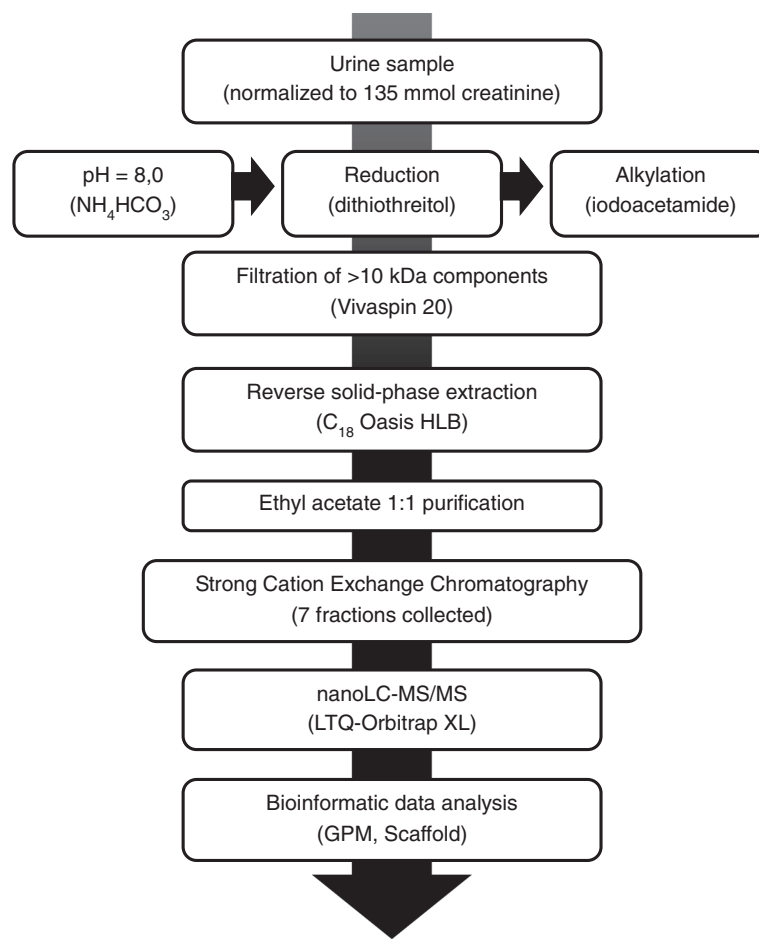 Urine sample
(normalized to 135 mmol creatinine)
pH = 8,0
(NH₄HCO₃)
Reduction
(dithiothreitol)
Alkylation
(iodoacetamide)
Filtration of >10 kDa components
(Vivaspin 20)
Reverse solid-phase extraction
(C₁₈ Oasis HLB)
Ethyl acetate 1:1 purification
Strong Cation Exchange Chromatography
(7 fractions collected)
nanoLC-MS/MS
(LTQ-Orbitrap XL)
Bioinformatic data analysis
(GPM, Scaffold)